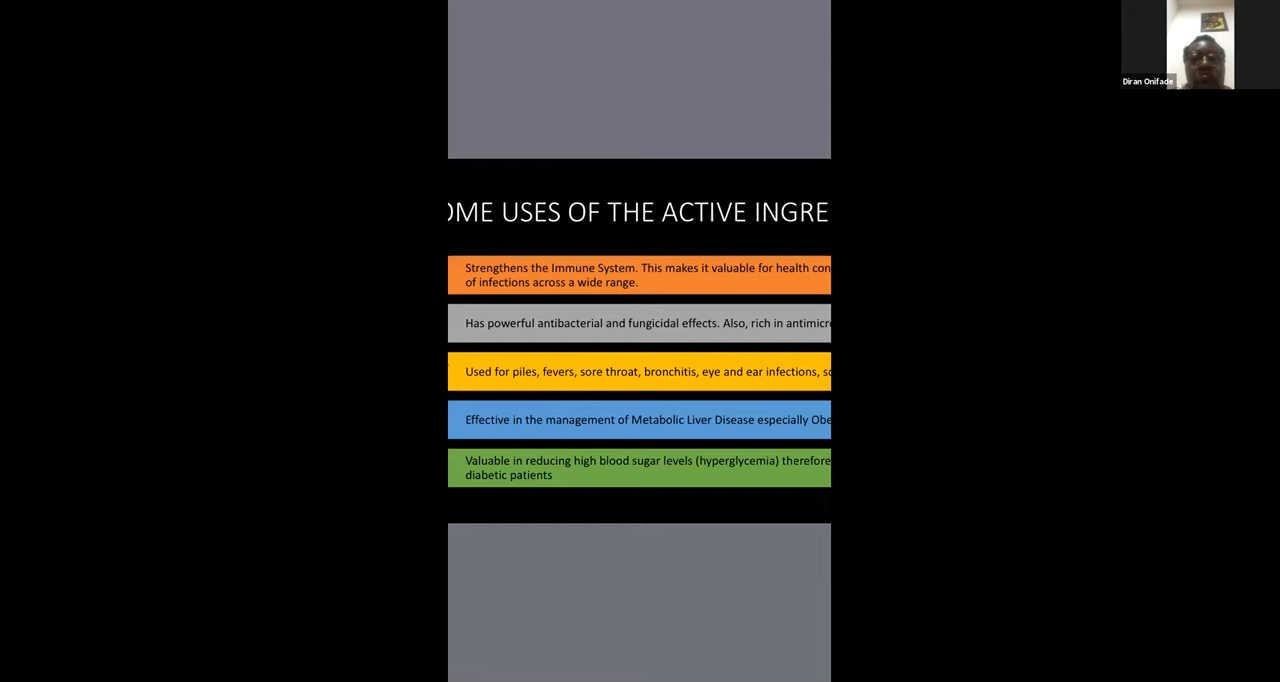 OME USES OF THE ACTIVE INGRE
Strengthens the Immune System. This makes it valuable for health con
of infections across a wide range.
Has powerful antibacterial and fungicidal effects. Also, rich in antimicro
Used for piles, fevers, sore throat, bronchitis, eye and ear infections, sc
Effective in the management of Metabolic Liver Disease especially Obe
Valuable in reducing high blood sugar levels (hyperglycemia) therefore
diabetic patients
Diran Onifade